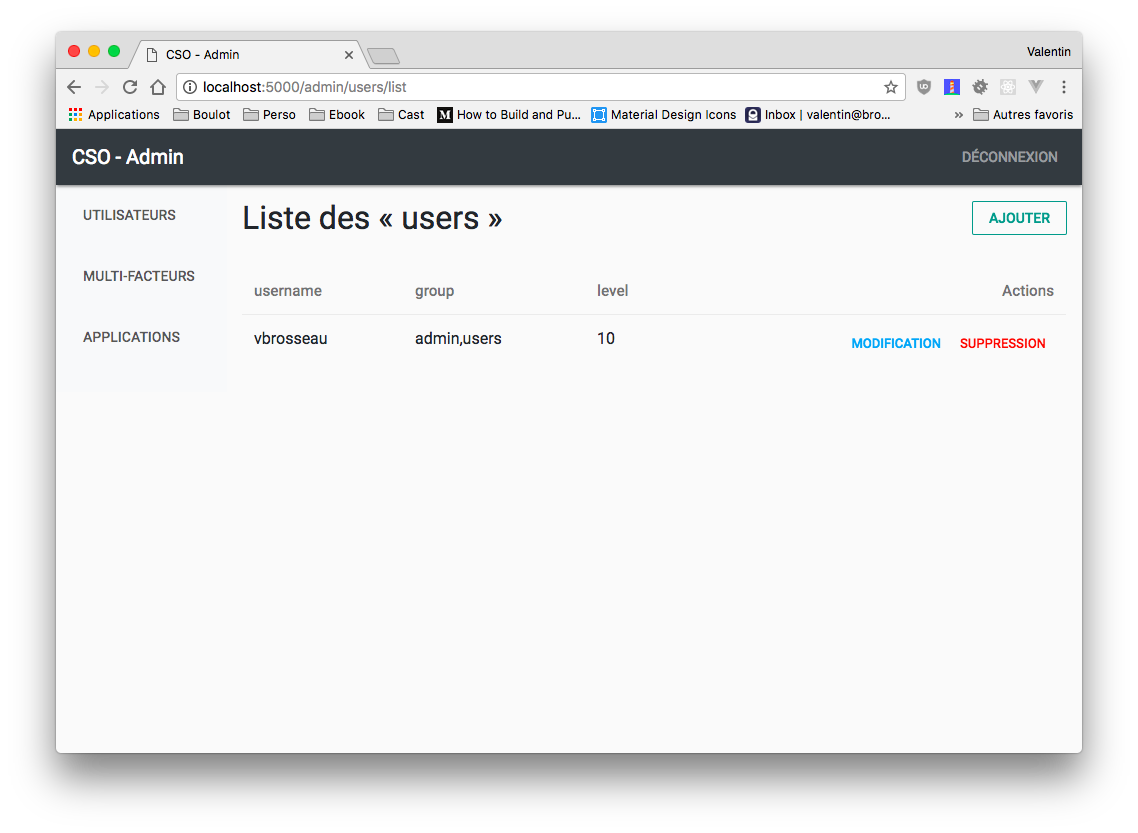 CSO - Admin
Valentin
localhost:5000/admin/users/list
Applications Boulot Perso Ebook Cast M How to Build and Pu... Material Design Icons Inbox | valentin@bro... » Autres favoris
CSO - Admin DÉCONNEXION
UTILISATEURS
MULTI-FACTEURS
APPLICATIONS
Liste des « users » AJOUTER
username group level Actions
vbrosseau admin,users 10 MODIFICATION SUPPRESSION